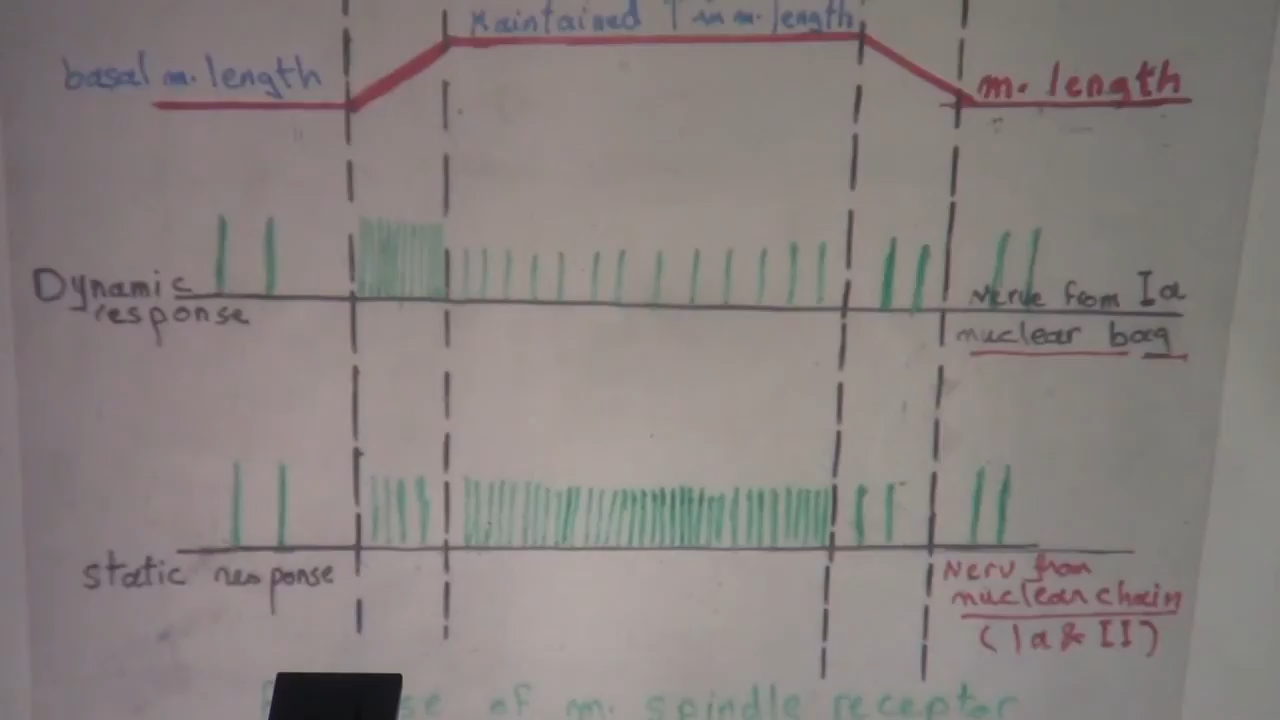 Maintained ↑ in m. length
basal m. length
m. length
Dynamic
response
Nerve from Ia
nuclear bag
static response
Nerv from
nuclear chain
(Ia & II)
of m. spindle receptor